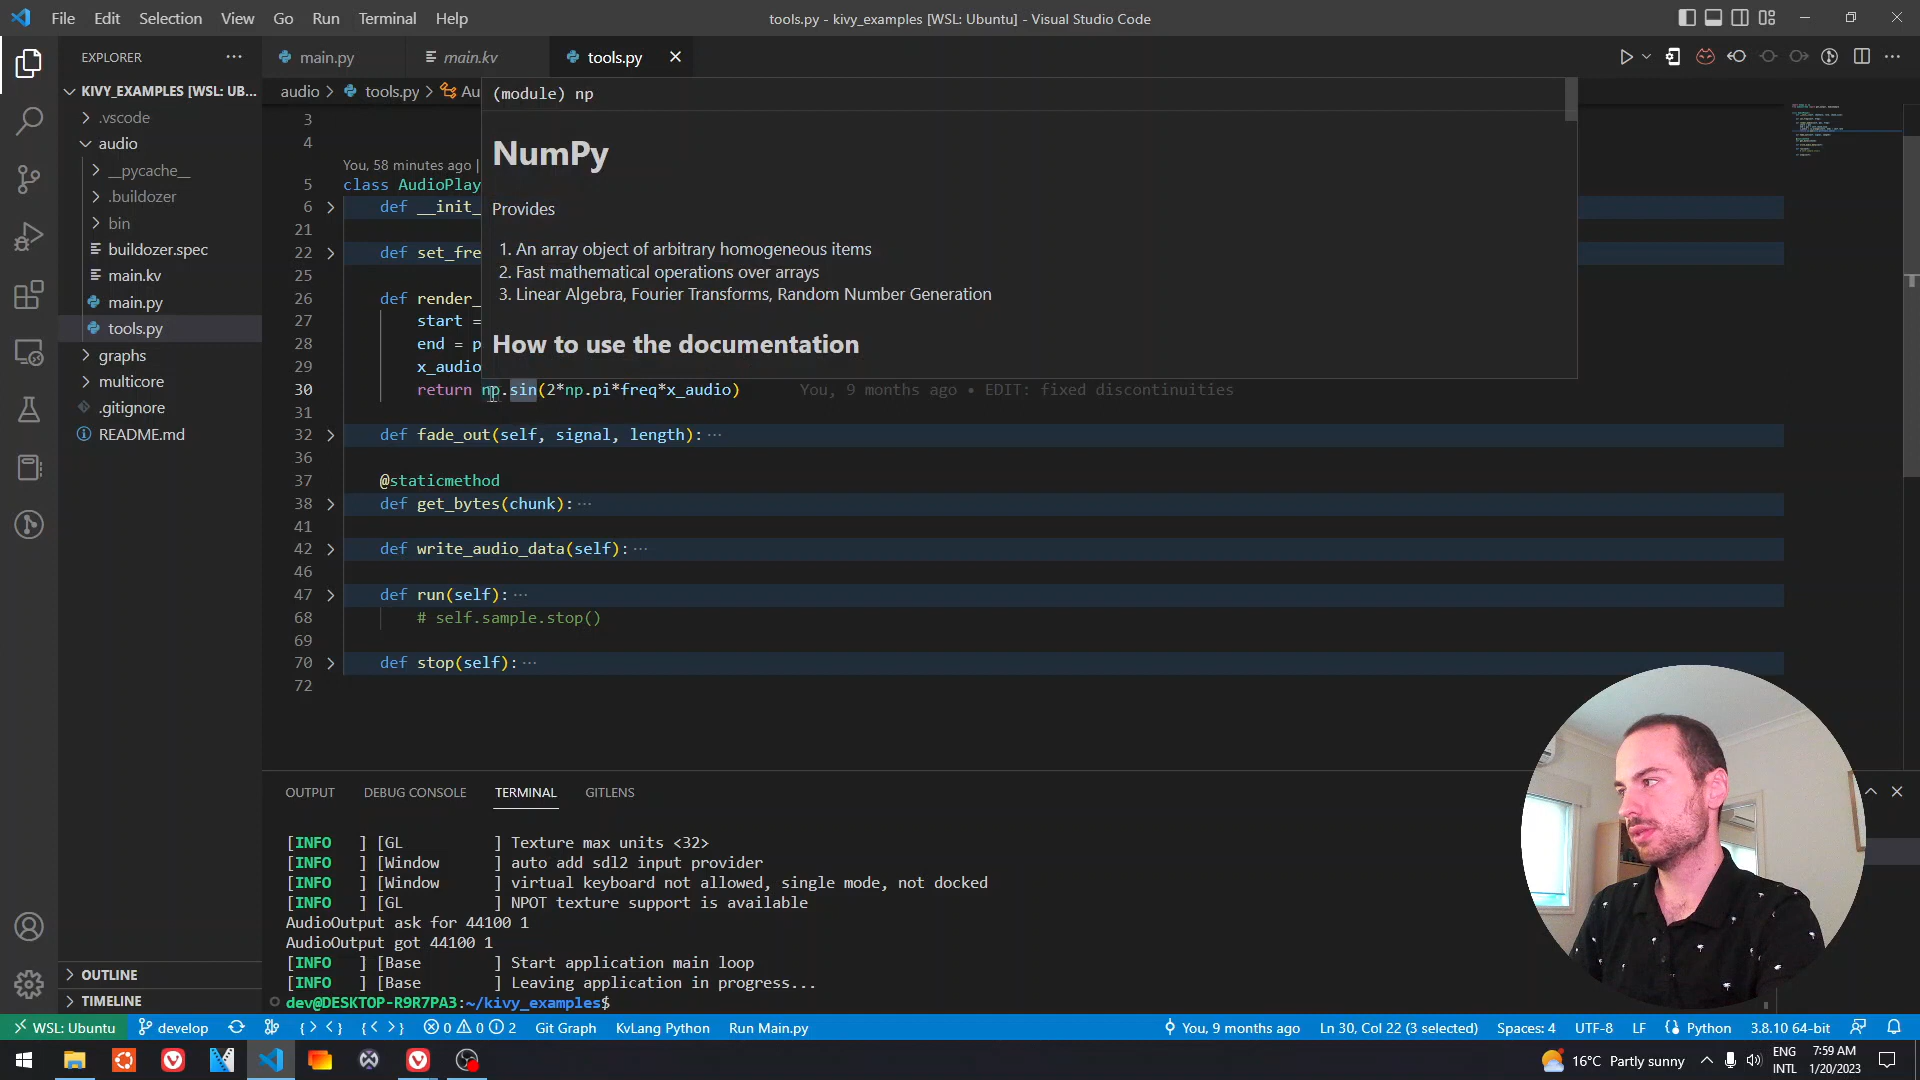 File Edit Selection View Go Run Terminal Help
tools.py - kivy_examples [WSL: Ubuntu] - Visual Studio Code
EXPLORER
main.py
main.kv
tools.py
KIVY_EXAMPLES [WSL: UB...
.vscode
audio
__pycache__
.buildozer
bin
buildozer.spec
main.kv
main.py
tools.py
graphs
multicore
.gitignore
README.md
OUTLINE
TIMELINE
audio > tools.py > Au
(module) np
NumPy
Provides
1. An array object of arbitrary homogeneous items
2. Fast mathematical operations over arrays
3. Linear Algebra, Fourier Transforms, Random Number Generation
How to use the documentation
3
4
You, 58 minutes ago |
5 class AudioPlay
6 def __init_
21
22 def set_fre
25
26 def render_
27 start =
28 end = p
29 x_audio
30 return np.sin(2*np.pi*freq*x_audio) You, 9 months ago • EDIT: fixed discontinuities
31
32 def fade_out(self, signal, length): ...
36
37 @staticmethod
38 def get_bytes(chunk): ...
41
42 def write_audio_data(self): ...
46
47 def run(self): ...
68 # self.sample.stop()
69
70 def stop(self): ...
72
OUTPUT DEBUG CONSOLE TERMINAL GITLENS
[INFO ] [GL ] Texture max units <32>
[INFO ] [Window ] auto add sdl2 input provider
[INFO ] [Window ] virtual keyboard not allowed, single mode, not docked
[INFO ] [GL ] NPOT texture support is available
AudioOutput ask for 44100 1
AudioOutput got 44100 1
[INFO ] [Base ] Start application main loop
[INFO ] [Base ] Leaving application in progress...
dev@DESKTOP-R9R7PA3:~/kivy_examples$
WSL: Ubuntu develop 0 0 2 Git Graph KvLang Python Run Main.py You, 9 months ago Ln 30, Col 22 (3 selected) Spaces: 4 UTF-8 LF Python 3.8.10 64-bit
16°C Partly sunny
ENG
INTL
7:59 AM
1/20/2023